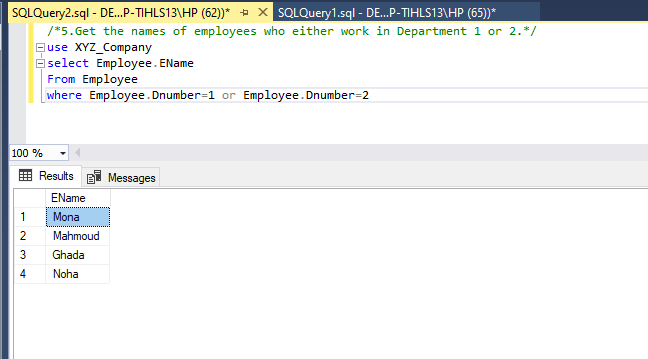 SQLQuery2.sql - DE...P-TIHLS13\HP (62))* SQLQuery1.sql - DE...P-TIHLS13\HP (65))*
/*5.Get the names of employees who either work in Department 1 or 2.*/
use XYZ_Company
select Employee.EName
From Employee
where Employee.Dnumber=1 or Employee.Dnumber=2
100 %
Results Messages
EName
1 Mona
2 Mahmoud
3 Ghada
4 Noha